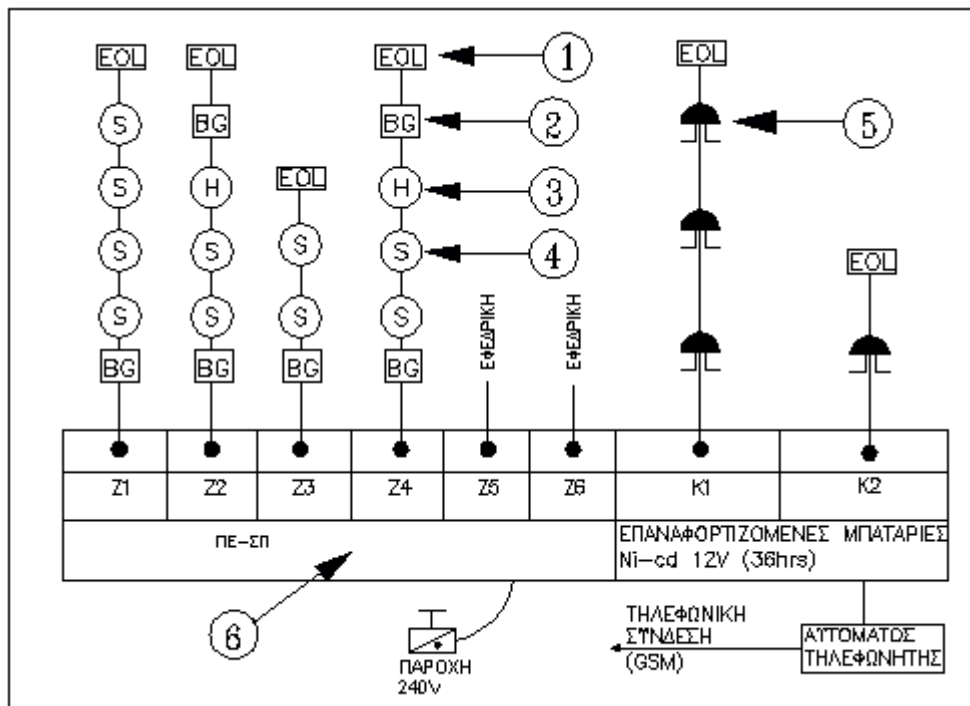 EOL EOL EOL 1 EOL
S BG BG 2 5
S H EOL H 3
S S S S 4
EOL
S S S S
ΕΦΕΔΡΙΚΗ ΕΦΕΔΡΙΚΗ
BG BG BG BG
Z1 Z2 Z3 Z4 Z5 Z6 K1 K2
ΠΕ-ΣΠ
ΕΠΑΝΑΦΟΡΤΙΖΟΜΕΝΕΣ ΜΠΑΤΑΡΙΕΣ
Ni-cd 12V (36hrs)
6
ΠΑΡΟΧΗ
240V
ΤΗΛΕΦΩΝΙΚΗ
ΣΥΝΔΕΣΗ
(GSM)
ΑΥΤΟΜΑΤΟΣ
ΤΗΛΕΦΩΝΗΤΗΣ